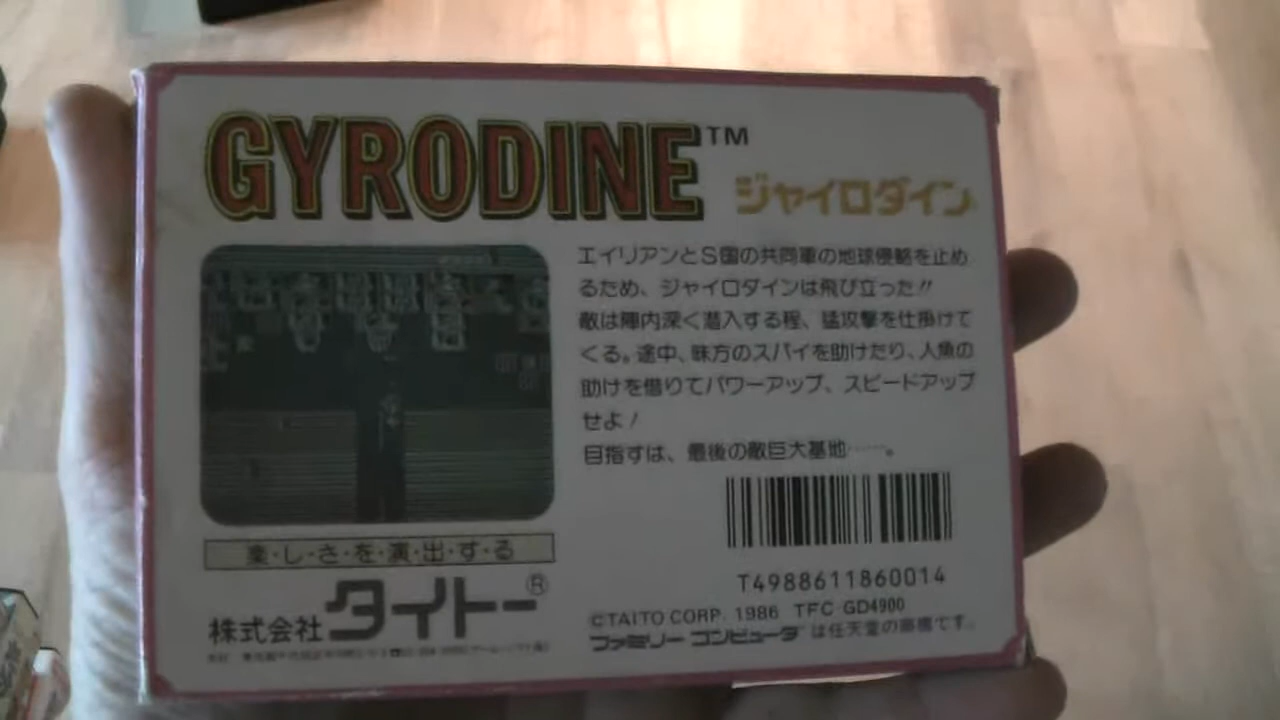 GYRODINE™
ジャイロダイン
エイリアンとS国の共同軍の地球侵略を止め
るため、ジャイロダインは飛び立った!!
敵は陣内深く潜入する程、猛攻撃を仕掛けて
くる。途中、味方のスパイを助けたり、人魚の
助けを借りてパワーアップ、スピードアップ
せよ!
目指すは、最後の敵巨大基地……。
楽・し・さ・を・演・出・す・る
株式会社タイトー®
T4988611860014
©TAITO CORP. 1986 TFC-GD4900
ファミリーコンピュータ は任天堂の商標です。